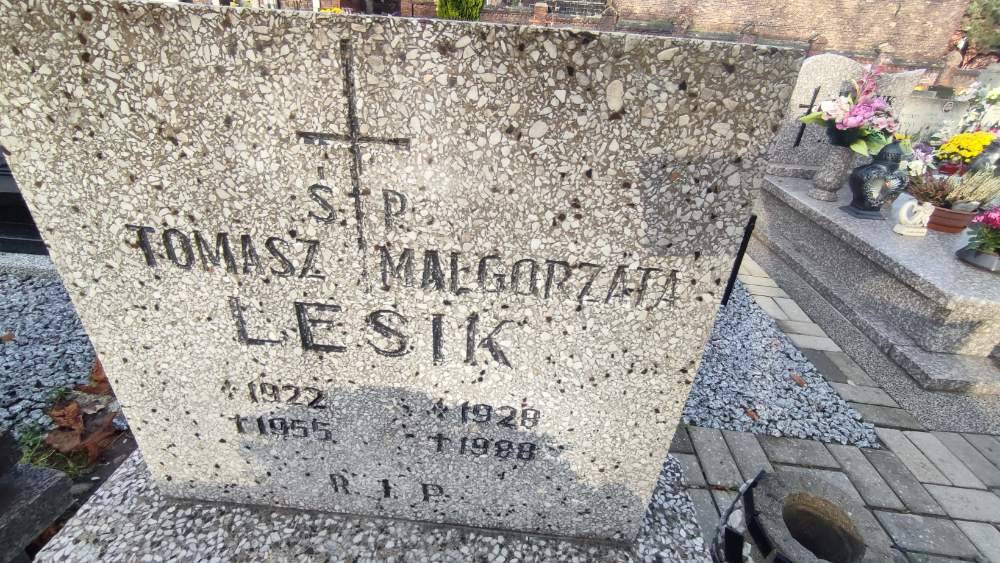 Ś. P.
TOMASZ MAŁGORZATA
LESIK
* 1922 * 1928
† 1955 † 1988
R I P